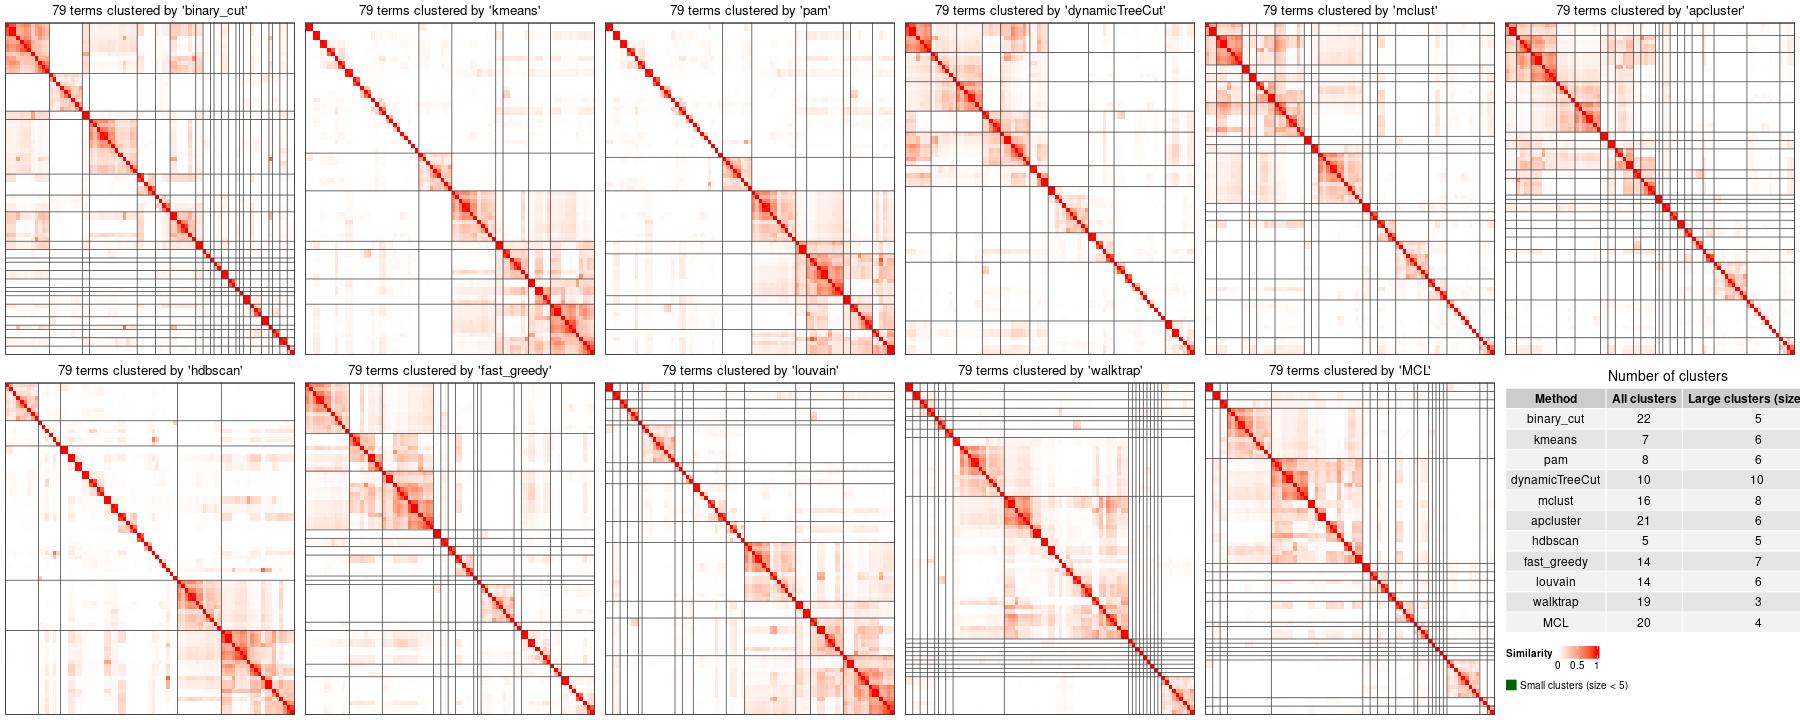 79 terms clustered by 'binary_cut'
79 terms clustered by 'kmeans'
79 terms clustered by 'pam'
79 terms clustered by 'dynamicTreeCut'
79 terms clustered by 'mclust'
79 terms clustered by 'apcluster'
79 terms clustered by 'hdbscan'
79 terms clustered by 'fast_greedy'
79 terms clustered by 'louvain'
79 terms clustered by 'walktrap'
79 terms clustered by 'MCL'
Number of clusters
Method All clusters Large clusters (size
binary_cut 22 5
kmeans 7 6
pam 8 6
dynamicTreeCut 10 10
mclust 16 8
apcluster 21 6
hdbscan 5 5
fast_greedy 14 7
louvain 14 6
walktrap 19 3
MCL 20 4
Similarity
0 0.5 1
Small clusters (size < 5)